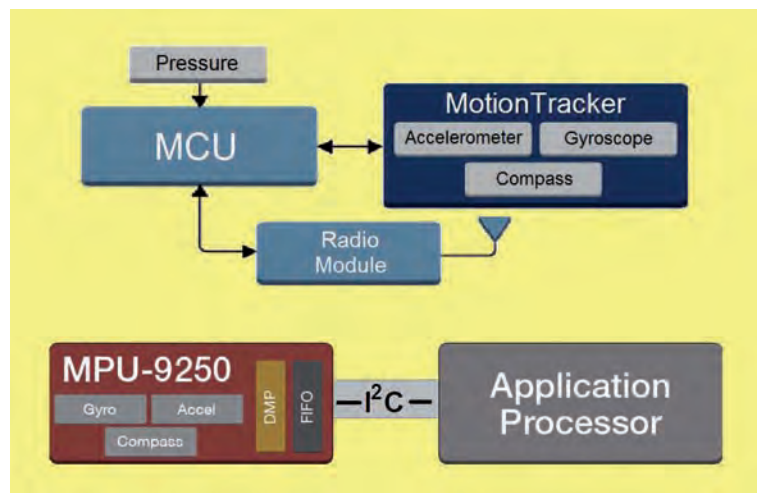 Pressure
MCU
MotionTracker
Accelerometer
Gyroscope
Compass
Radio
Module
MPU-9250
Gyro
Accel
Compass
DMP
FIFO
I²C
Application
Processor